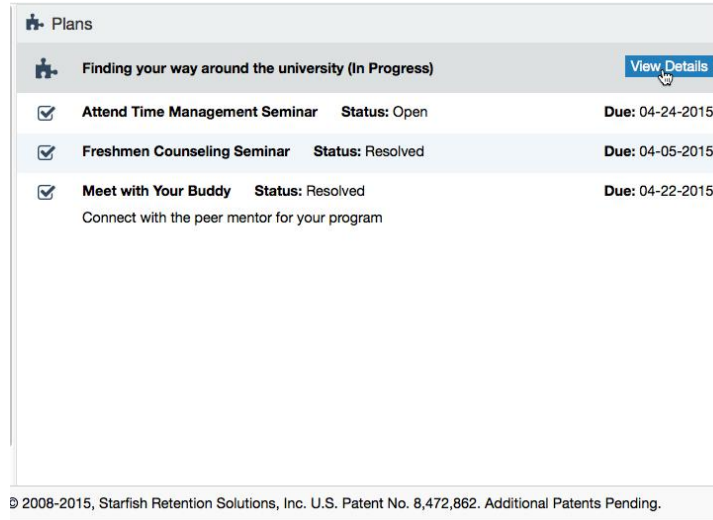 Plans
Finding your way around the university (In Progress) View Details
Attend Time Management Seminar Status: Open Due: 04-24-2015
Freshmen Counseling Seminar Status: Resolved Due: 04-05-2015
Meet with Your Buddy Status: Resolved Due: 04-22-2015
Connect with the peer mentor for your program
© 2008-2015, Starfish Retention Solutions, Inc. U.S. Patent No. 8,472,862. Additional Patents Pending.